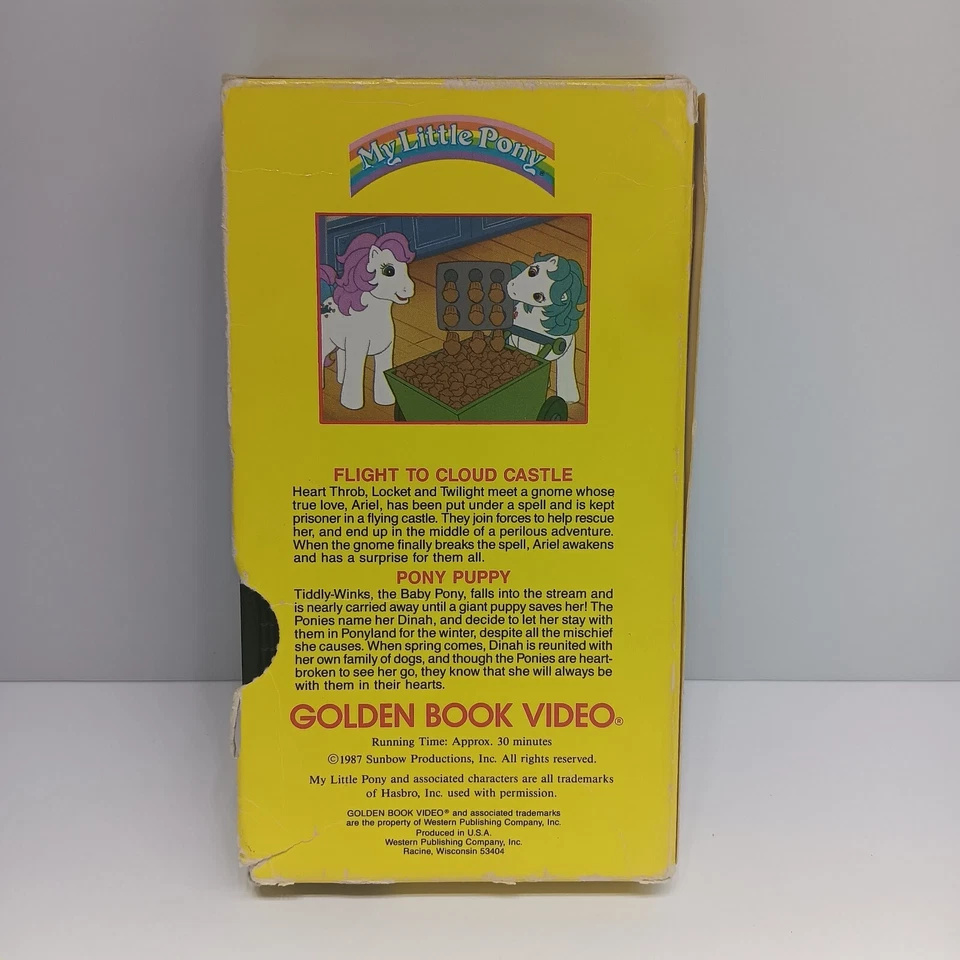 My Little Pony®
FLIGHT TO CLOUD CASTLE
Heart Throb, Locket and Twilight meet a gnome whose
true love, Ariel, has been put under a spell and is kept
prisoner in a flying castle. They join forces to help rescue
her, and end up in the middle of a perilous adventure.
When the gnome finally breaks the spell, Ariel awakens
and has a surprise for them all.
PONY PUPPY
Tiddly-Winks, the Baby Pony, falls into the stream and
is nearly carried away until a giant puppy saves her! The
Ponies name her Dinah, and decide to let her stay with
them in Ponyland for the winter, despite all the mischief
she causes. When spring comes, Dinah is reunited with
her own family of dogs, and though the Ponies are heart-
broken to see her go, they know that she will always be
with them in their hearts.
GOLDEN BOOK VIDEO®
Running Time: Approx. 30 minutes
©1987 Sunbow Productions, Inc. All rights reserved.
My Little Pony and associated characters are all trademarks
of Hasbro, Inc. used with permission.
GOLDEN BOOK VIDEO® and associated trademarks
are the property of Western Publishing Company, Inc.
Produced in U.S.A.
Western Publishing Company, Inc.
Racine, Wisconsin 53404